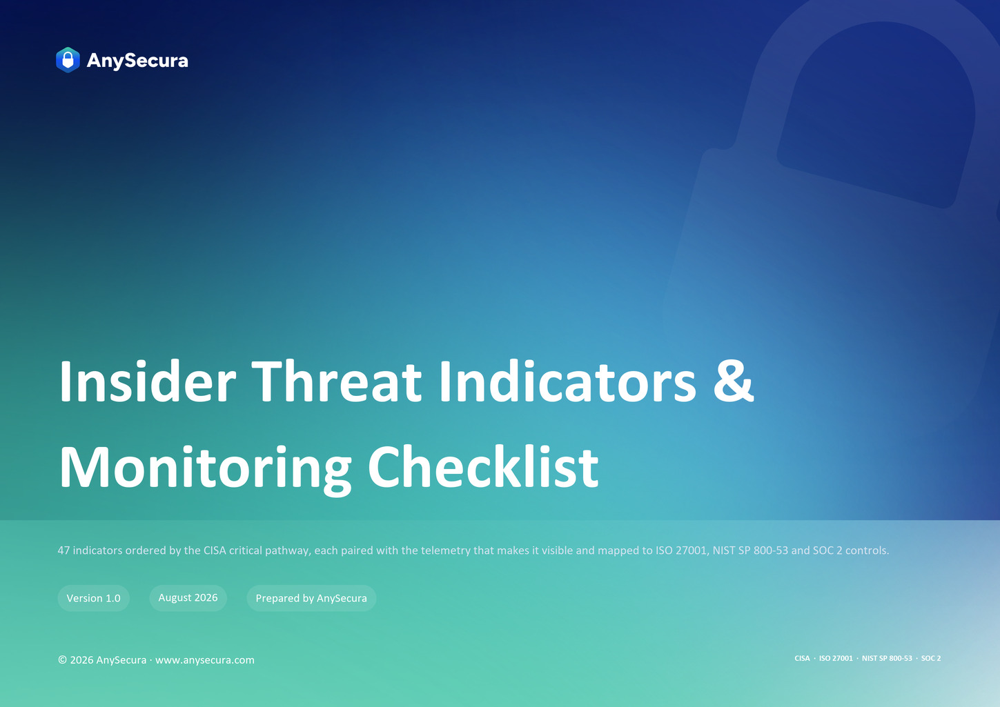 AnySecura
Insider Threat Indicators &
Monitoring Checklist
47 indicators ordered by the CISA critical pathway, each paired with the telemetry that makes it visible and mapped to ISO 27001, NIST SP 800-53 and SOC 2 controls.
Version 1.0
August 2026
Prepared by AnySecura
© 2026 AnySecura · www.anysecura.com
CISA · ISO 27001 · NIST SP 800-53 · SOC 2